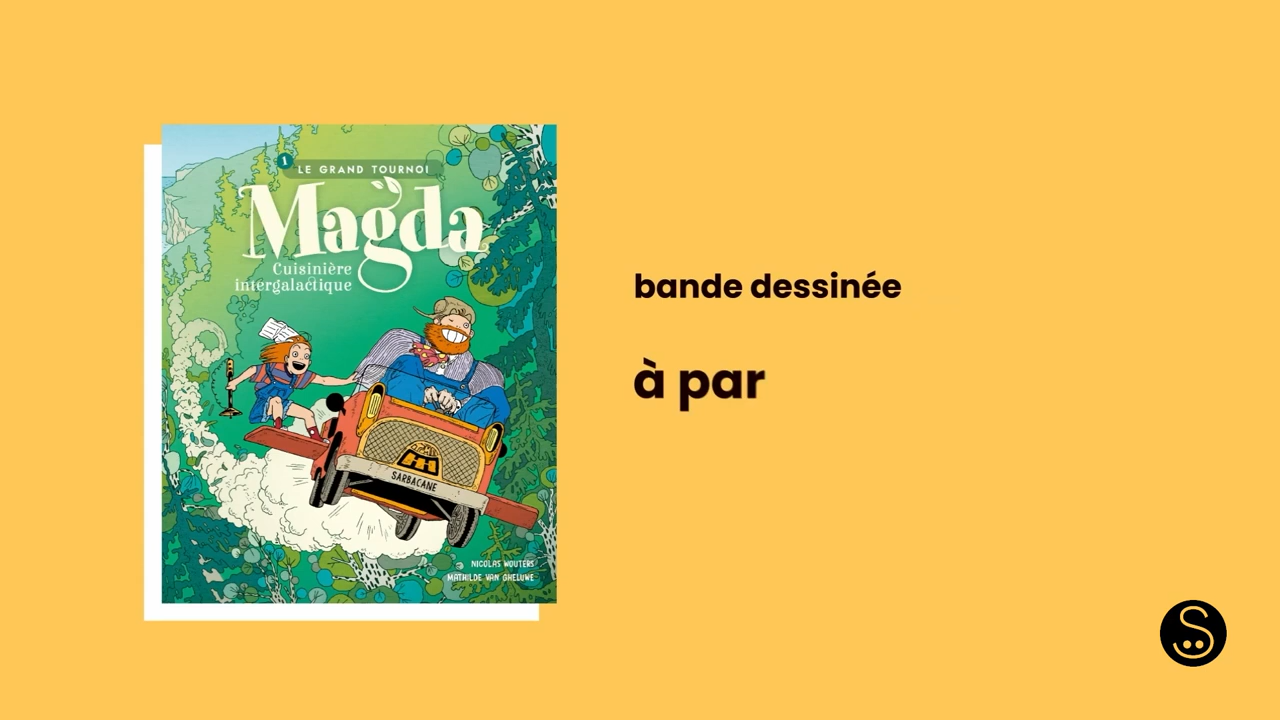 1
LE GRAND TOURNOI
Magda
Cuisinière
intergalactique
SARBACANE
NICOLAS WOUTERS
MATHILDE VAN GHELUWE
bande dessinée
à par
S